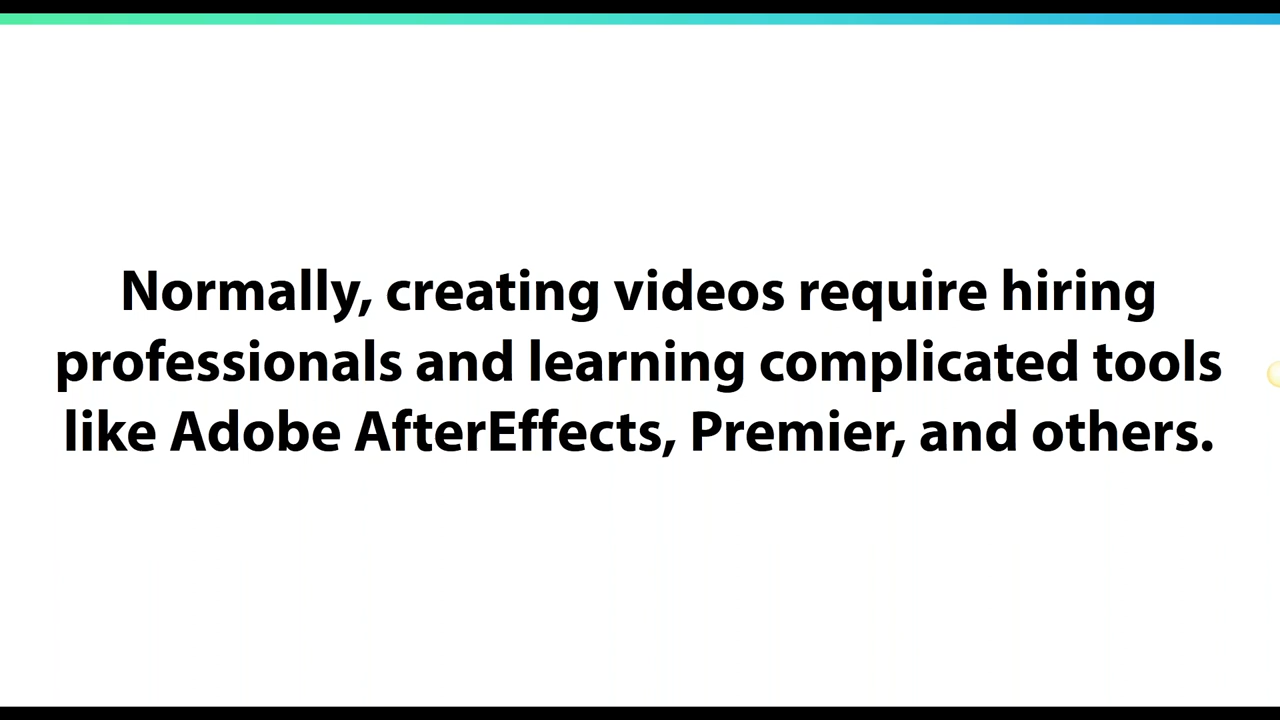 Normally, creating videos require hiring
professionals and learning complicated tools
like Adobe AfterEffects, Premier, and others.